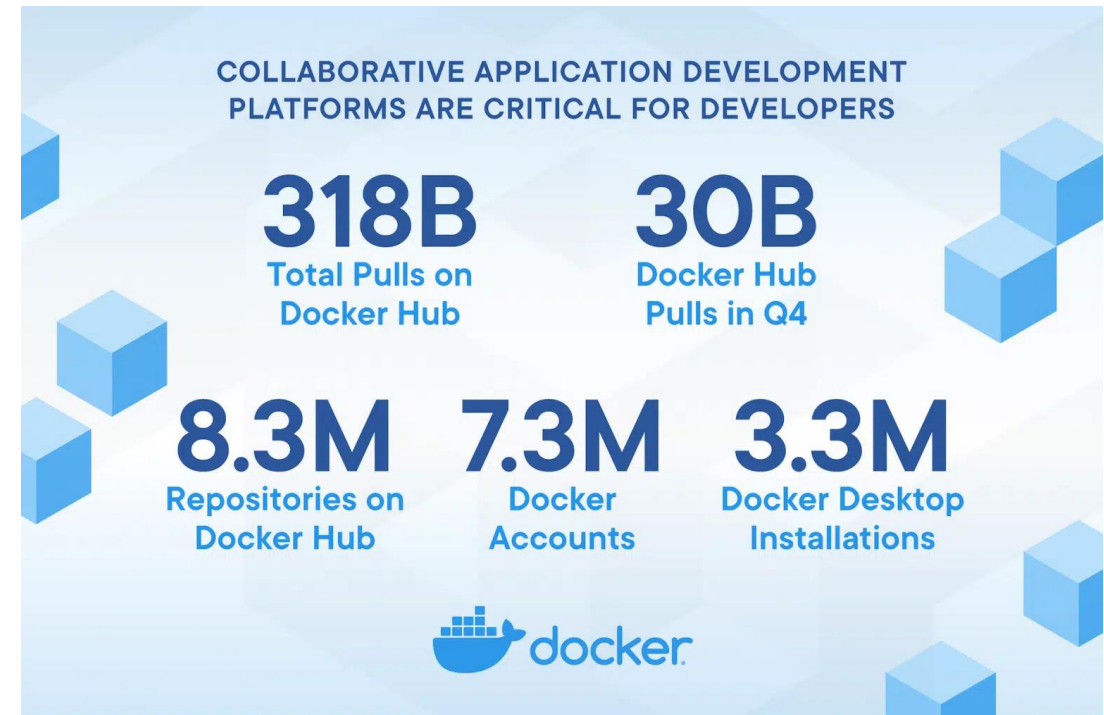 COLLABORATIVE APPLICATION DEVELOPMENT
PLATFORMS ARE CRITICAL FOR DEVELOPERS
318B
Total Pulls on
Docker Hub
30B
Docker Hub
Pulls in Q4
8.3M
Repositories on
Docker Hub
7.3M
Docker
Accounts
3.3M
Docker Desktop
Installations
docker